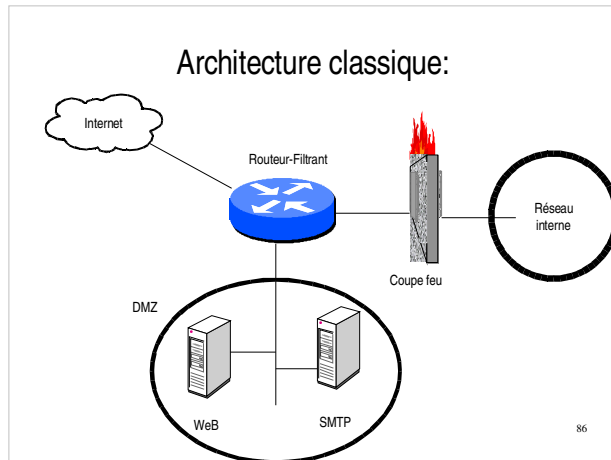 Architecture classique:
Internet
Routeur-Filtrant
Réseau
interne
Coupe feu
DMZ
WeB
SMTP
86